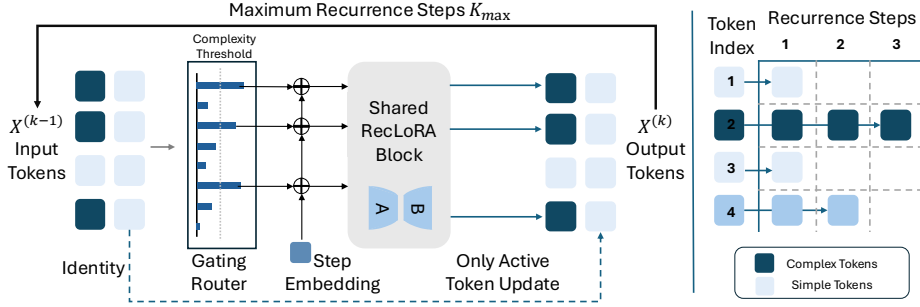 Maximum Recurrence Steps K_max
Complexity
Threshold
X^(k-1)
Input
Tokens
Shared
RecLoRA
Block
A
B
X^(k)
Output
Tokens
Identity
Gating
Router
Step
Embedding
Only Active
Token Update
Token
Index
Recurrence Steps
1
2
3
1
2
3
4
Complex Tokens
Simple Tokens